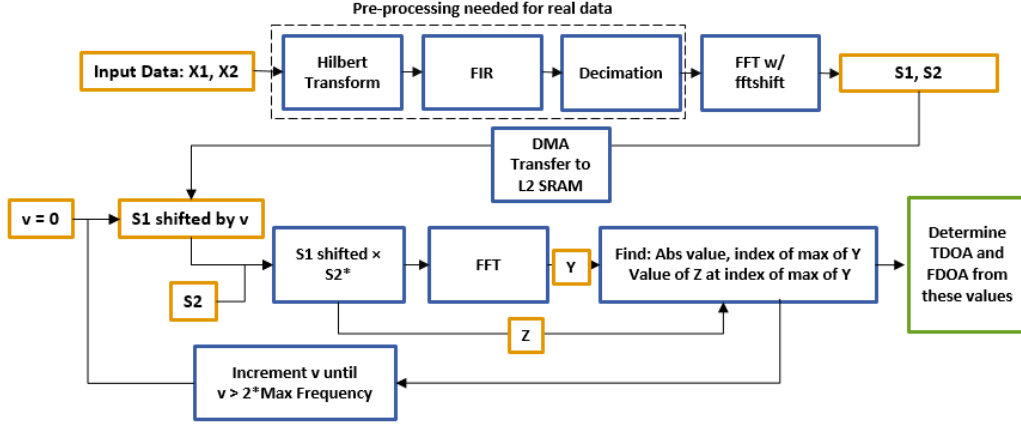 Pre-processing needed for real data
Input Data: X1, X2
Hilbert
Transform
FIR
Decimation
FFT w/
fftshift
S1, S2
DMA
Transfer to
L2 SRAM
v = 0
S1 shifted by v
S2
S1 shifted ×
S2*
FFT
Y
Find: Abs value, index of max of Y
Value of Z at index of max of Y
Determine
TDOA and
FDOA from
these values
Z
Increment v until
v > 2*Max Frequency